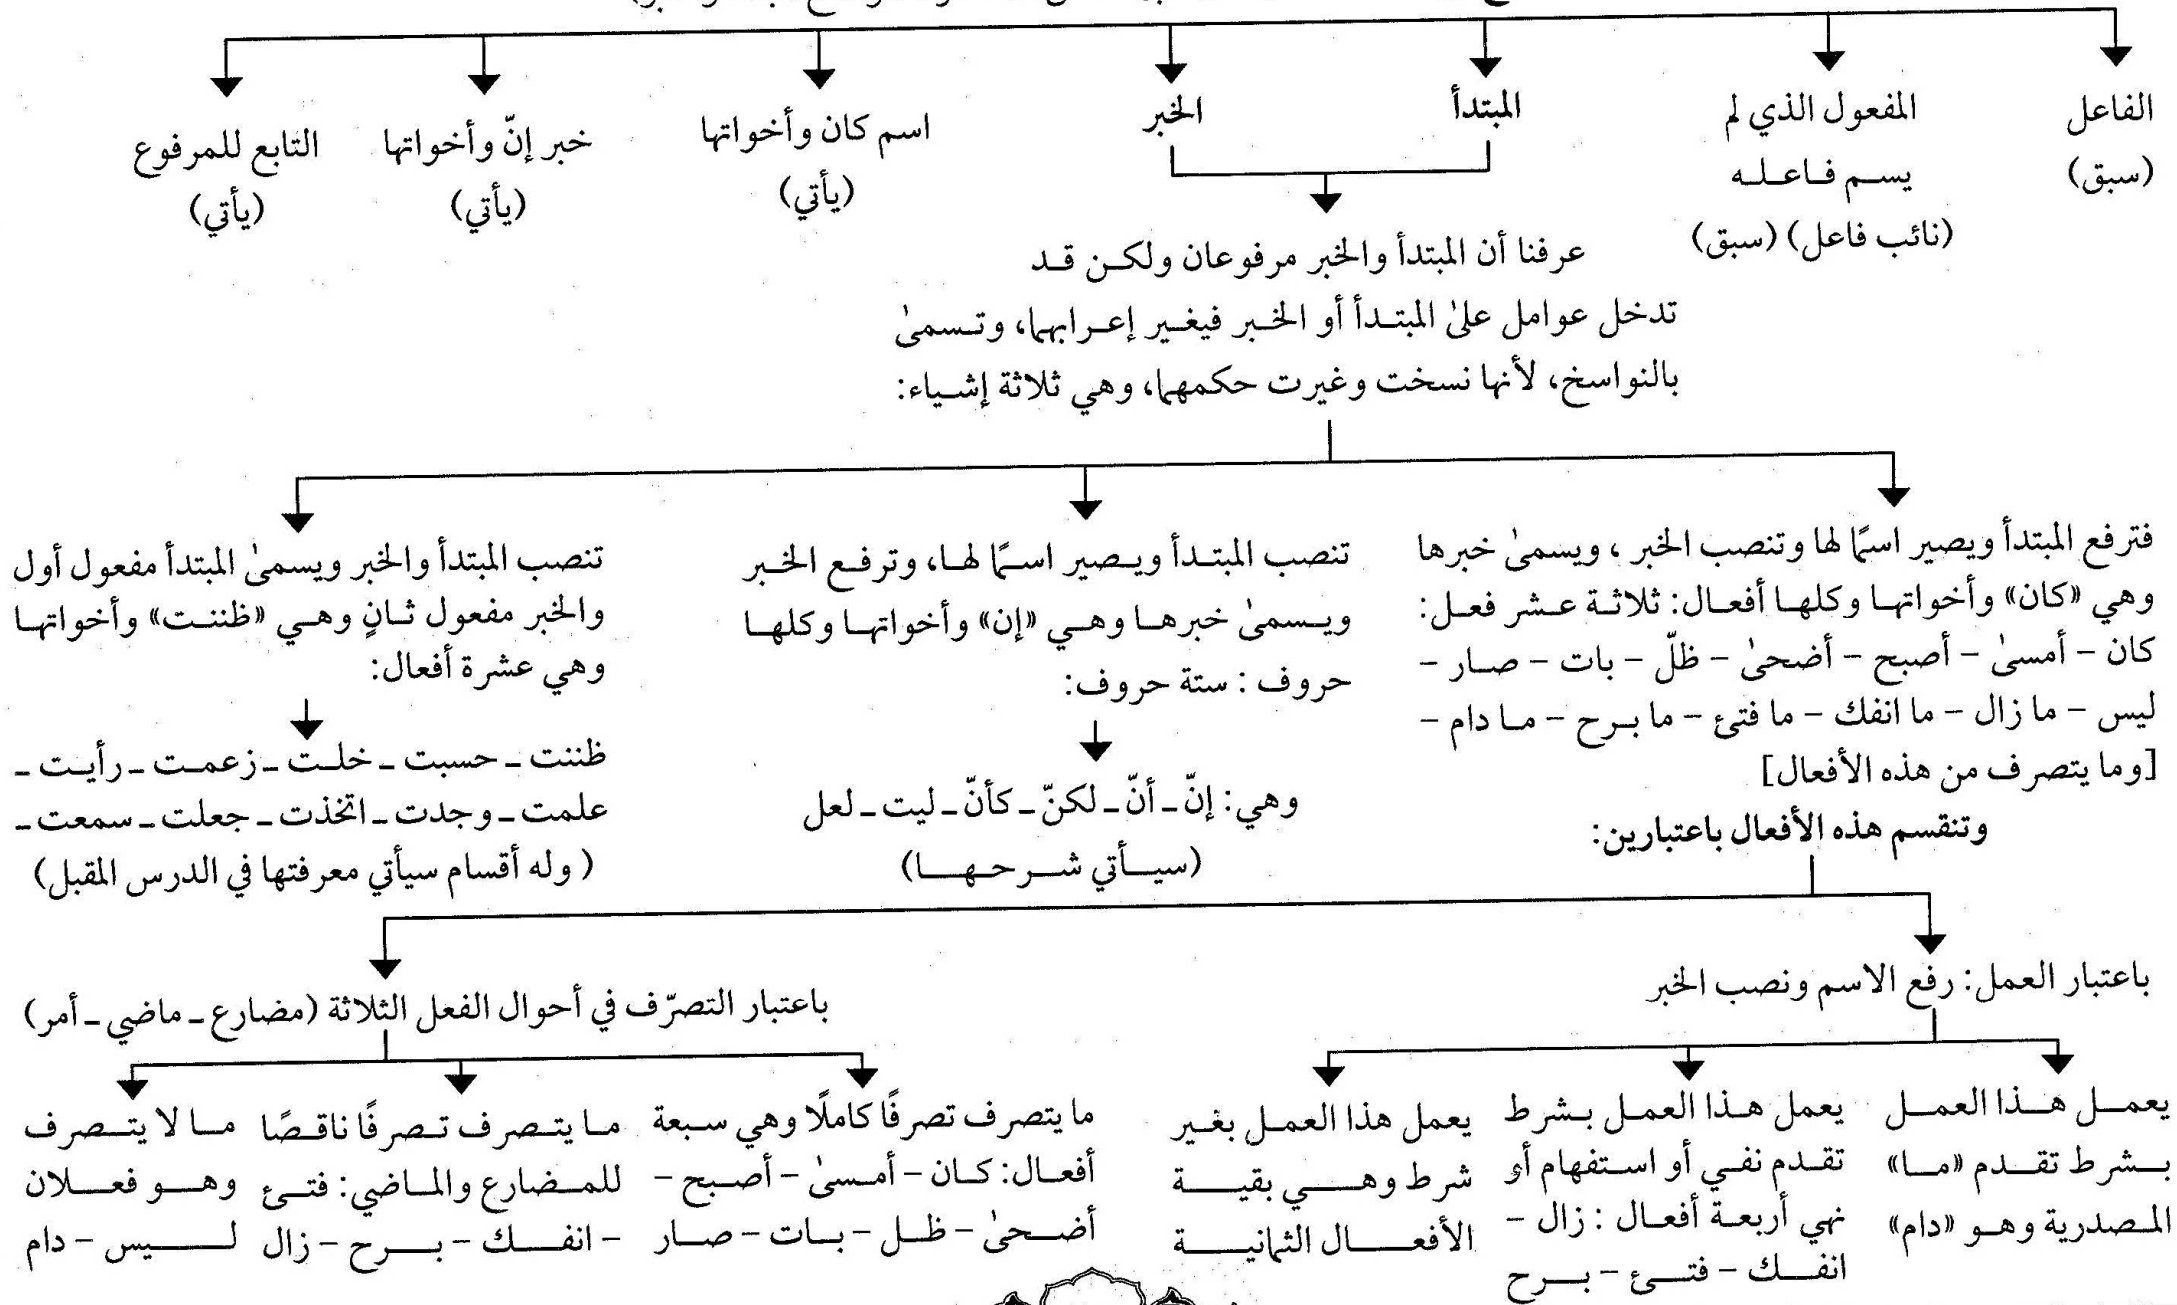 الفاعل
(سبق)
المفعول الذي لم
يسم فاعله
(نائب فاعل) (سبق)
المبتدأ
الخبر
اسم كان وأخواتها
(يأتي)
خبر إنّ وأخواتها
(يأتي)
التابع للمرفوع
(يأتي)
عرفنا أن المبتدأ والخبر مرفوعان ولكن قد
تدخل عوامل علىٰ المبتدأ أو الخبر فيغير إعرابهما، وتسمىٰ
بالنواسخ، لأنها نسخت وغيرت حكمهما، وهي ثلاثة إشياء:
فترفع المبتدأ ويصير اسمًا لها وتنصب الخبر ، ويسمىٰ خبرها
وهي «كان» وأخواتها وكلها أفعال: ثلاثة عشر فعل:
كان – أمسىٰ – أصبح – أضحىٰ – ظلّ – بات – صار –
ليس – ما زال – ما انفك – ما فتئ – ما برح – ما دام –
[وما يتصرف من هذه الأفعال]
وتنقسم هذه الأفعال باعتبارين:
تنصب المبتدأ ويصير اسمًا لها، وترفع الخبر
ويسمىٰ خبرها وهي «إن» وأخواتها وكلها
حروف : ستة حروف:
وهي: إنّ ـ أنّ ـ لكنّ ـ كأنّ ـ ليت ـ لعل
(سيأتي شرحها)
تنصب المبتدأ والخبر ويسمىٰ المبتدأ مفعول أول
والخبر مفعول ثانٍ وهي «ظننت» وأخواتها
وهي عشرة أفعال:
ظننت ـ حسبت ـ خلت ـ زعمت ـ رأيت ـ
علمت ـ وجدت ـ اتخذت ـ جعلت ـ سمعت ـ
( وله أقسام سيأتي معرفتها في الدرس المقبل)
باعتبار العمل: رفع الاسم ونصب الخبر
يعمل هذا العمل
بشرط تقدم «ما»
المصدرية وهو «دام»
يعمل هذا العمل بشرط
تقدم نفي أو استفهام أو
نهي أربعة أفعال : زال –
انفك – فتئ – برح
يعمل هذا العمل بغير
شرط وهي بقية
الأفعال الثمانية
باعتبار التصرّف في أحوال الفعل الثلاثة (مضارع ـ ماضي ـ أمر)
ما يتصرف تصرفًا كاملًا وهي سبعة
أفعال: كان – أمسىٰ – أصبح –
أضحىٰ – ظل – بات – صار
ما يتصرف تصرفًا ناقصًا
للمضارع والماضي: فتئ
– انفك – برح – زال
ما لا يتصرف
وهو فعلان
ليس – دام